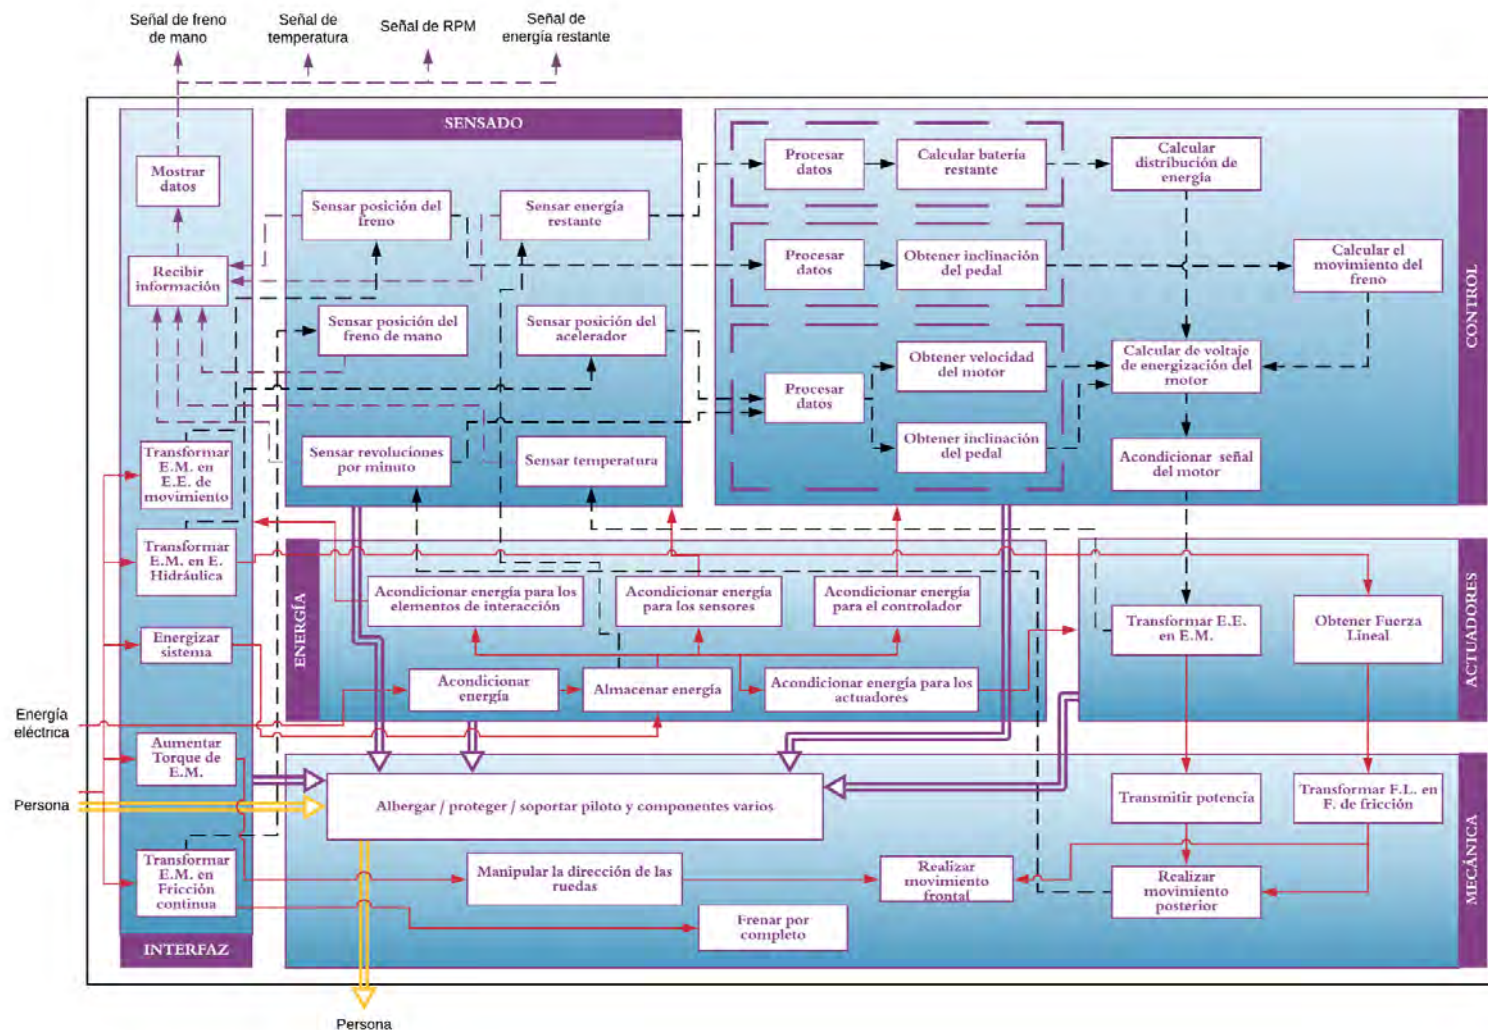 Señal de freno
de mano
Señal de
temperatura
Señal de RPM
Señal de
energía restante
SENSADO
Mostrar
datos
Recibir
información
Transformar
E.M. en
E.E. de
movimiento
Transformar
E.M. en E.
Hidráulica
Energizar
sistema
Aumentar
Torque de
E.M.
Transformar
E.M. en
Fricción
continua
INTERFAZ
Sensar posición del
freno
Sensar energía
restante
Sensar posición del
freno de mano
Sensar posición del
acelerador
Sensar revoluciones
por minuto
Sensar temperatura
Procesar
datos
Calcular batería
restante
Calcular
distribución de
energía
Procesar
datos
Obtener inclinación
del pedal
Calcular el
movimiento del
freno
Procesar
datos
Obtener velocidad
del motor
Obtener inclinación
del pedal
Calcular de voltaje
de energización del
motor
Acondicionar señal
del motor
CONTROL
ENERGÍA
Acondicionar energía para los
elementos de interacción
Acondicionar energía
para los sensores
Acondicionar energía
para el controlador
Acondicionar
energía
Almacenar energía
Acondicionar energía para los
actuadores
Transformar E.E.
en E.M.
Obtener Fuerza
Lineal
ACTUADORES
Energía
eléctrica
Persona
Albergar / proteger / soportar piloto y componentes varios
Transmitir potencia
Transformar F.L. en
F. de fricción
Manipular la dirección de las
ruedas
Realizar
movimiento
frontal
Realizar
movimiento
posterior
Frenar por
completo
MECÁNICA
Persona